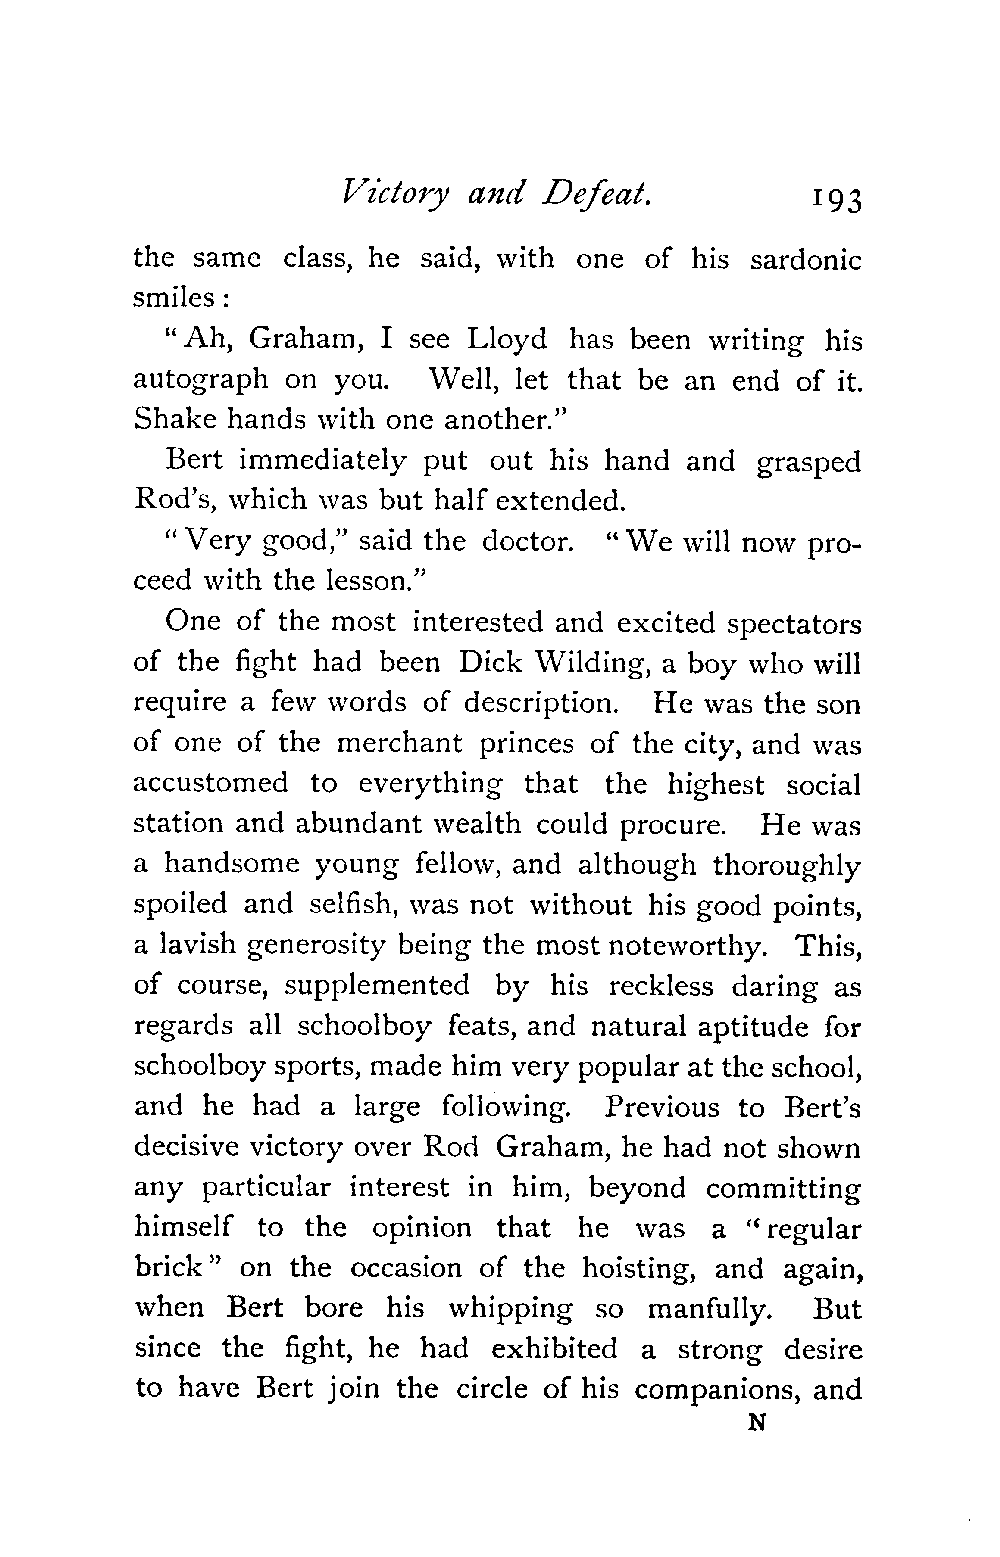 Victory and Defeat. 193
the same class, he said, with one of his sardonic
smiles :
"Ah, Graham, I see Lloyd has been writing his
autograph on you. Well, let that be an end of it.
Shake hands with one another."
Bert immediately put out his hand and grasped
Rod's, which was but half extended.
"Very good," said the doctor. "We will now pro-
ceed with the lesson."
One of the most interested and excited spectators
of the fight had been Dick Wilding, a boy who will
require a few words of description. He was the son
of one of the merchant princes of the city, and was
accustomed to everything that the highest social
station and abundant wealth could procure. He was
a handsome young fellow, and although thoroughly
spoiled and selfish, was not without his good points,
a lavish generosity being the most noteworthy. This,
of course, supplemented by his reckless daring as
regards all schoolboy feats, and natural aptitude for
schoolboy sports, made him very popular at the school,
and he had a large following. Previous to Bert's
decisive victory over Rod Graham, he had not shown
any particular interest in him, beyond committing
himself to the opinion that he was a "regular
brick" on the occasion of the hoisting, and again,
when Bert bore his whipping so manfully. But
since the fight, he had exhibited a strong desire
to have Bert join the circle of his companions, and
N